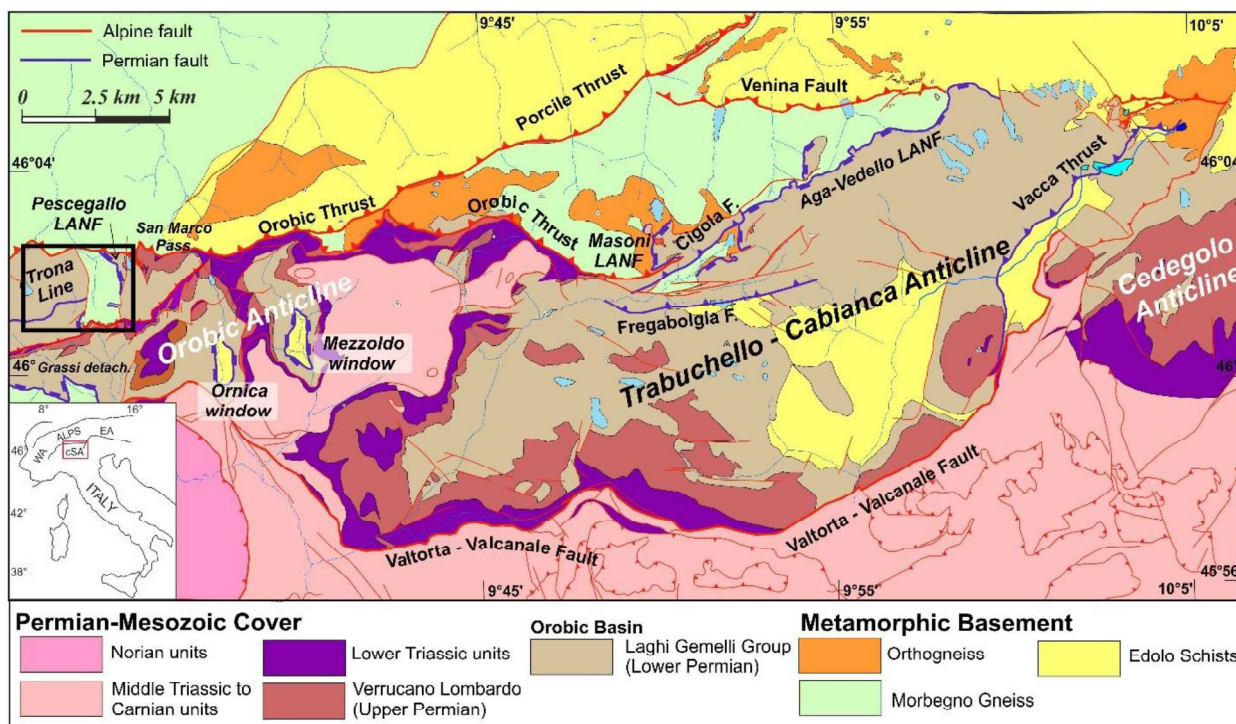 9°45'
9°55'
10°5'
Alpine fault
Permian fault
0 2.5 km 5 km
Porcile Thrust
Venina Fault
46°04'
46°04'
Aga-Vedello LANF
Vacca Thrust
Pescegallo
LANF
San Marco
Pass
Orobic Thrust
Orobic Thrust
Masoni
LANF
Cigola F.
Trona
Line
Orobic Anticline
Fregabolgia F.
Trabuchello - Cabianca Anticline
Cedegolo
Anticline
Mezzoldo
window
46°
Grassi detach.
Ornica
window
46°
8°
16°
ALPS
EA
WA
cSA
46°
ITALY
42°
38°
Valtorta - Valcanale Fault
Valtorta - Valcanale Fault
9°45'
9°55'
10°5'
45°56'
Permian-Mesozoic Cover
Norian units
Lower Triassic units
Middle Triassic to
Carnian units
Verrucano Lombardo
(Upper Permian)
Orobic Basin
Laghi Gemelli Group
(Lower Permian)
Metamorphic Basement
Orthogneiss
Edolo Schists
Morbegno Gneiss